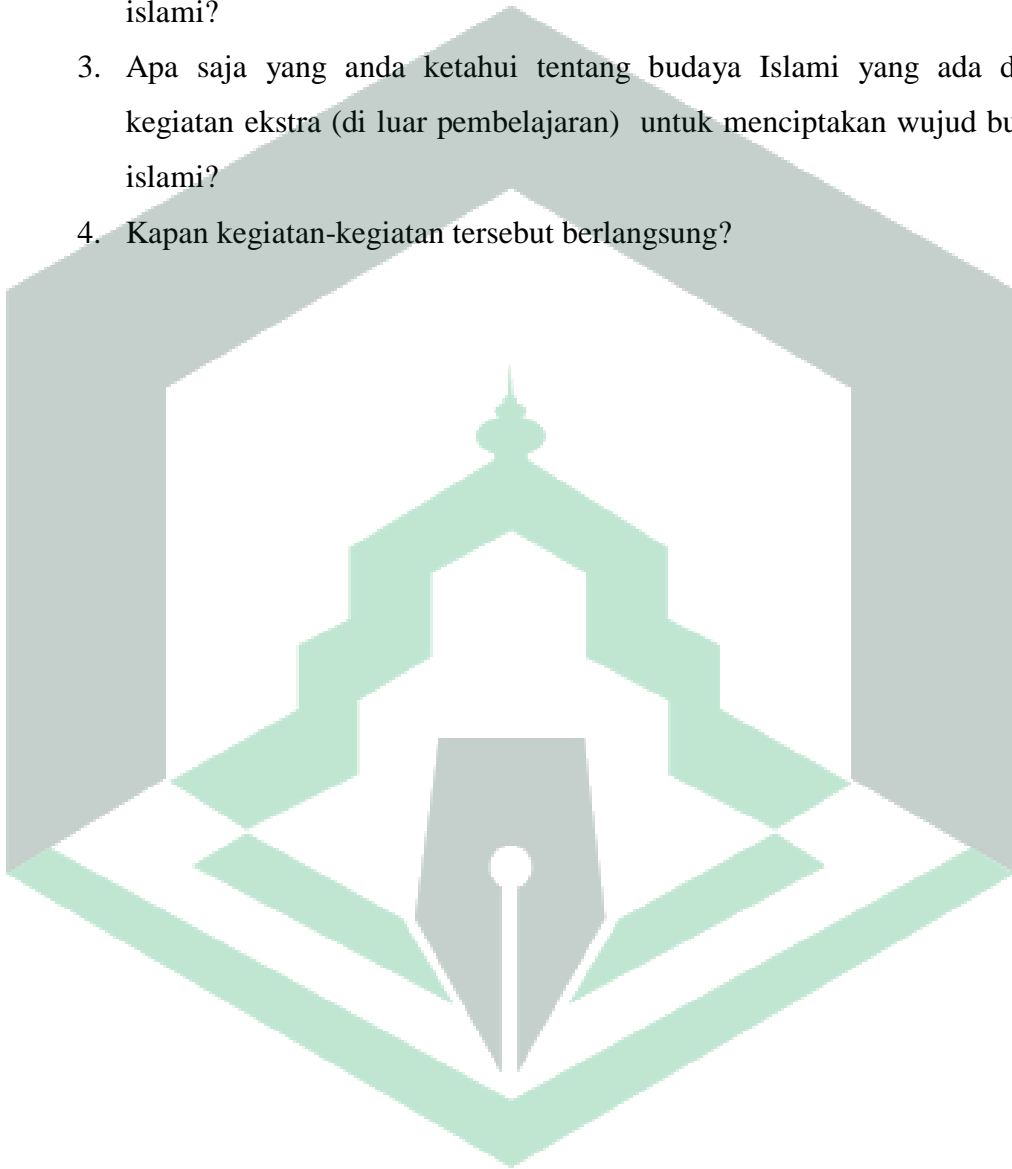 islami?
3. Apa saja yang anda ketahui tentang budaya Islami yang ada d
kegiatan ekstra (di luar pembelajaran) untuk menciptakan wujud bu
islami?
4. Kapan kegiatan-kegiatan tersebut berlangsung?